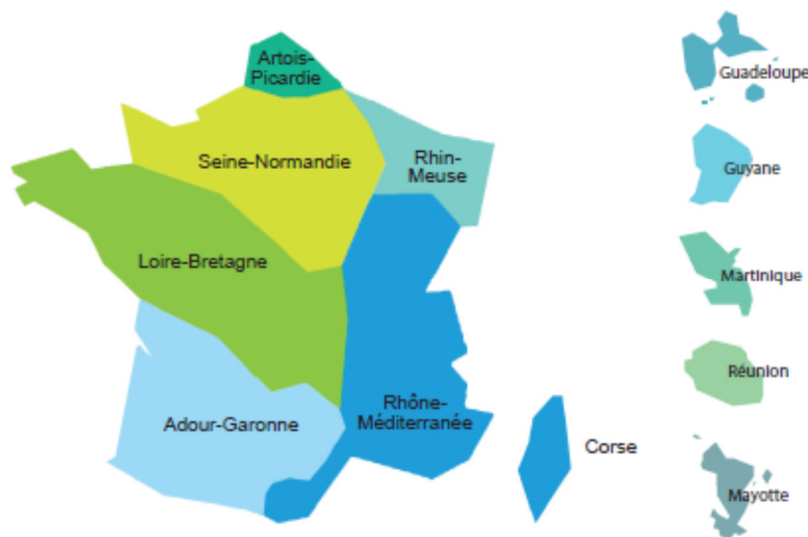 Artois-
Picardie
Seine-Normandie
Rhin-
Meuse
Loire-Bretagne
Adour-Garonne
Rhône-
Méditerranée
Corse
Guadeloupe
Guyane
Martinique
Réunion
Mayotte